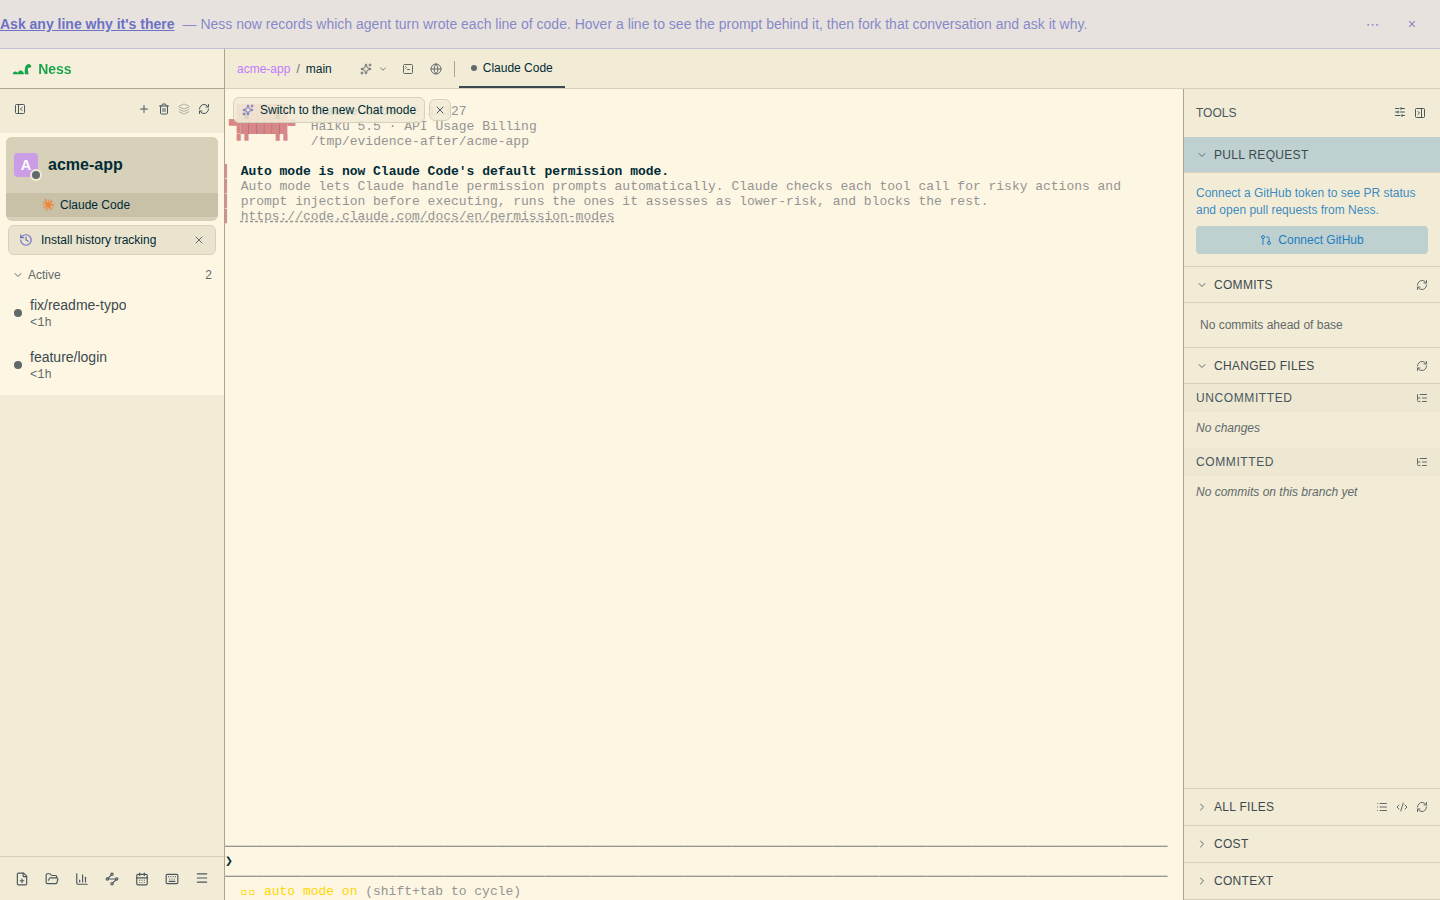 Ask any line why it's there — Ness now records which agent turn wrote each line of code. Hover a line to see the prompt behind it, then fork that conversation and ask it why.
Ness
acme-app / main
Claude Code
A acme-app
Claude Code
Install history tracking
Active 2
fix/readme-typo
<1h
feature/login
<1h
Switch to the new Chat mode
27
Haiku 5.5 · API Usage Billing
/tmp/evidence-after/acme-app
Auto mode is now Claude Code's default permission mode.
Auto mode lets Claude handle permission prompts automatically. Claude checks each tool call for risky actions and
prompt injection before executing, runs the ones it assesses as lower-risk, and blocks the rest.
https://code.claude.com/docs/en/permission-modes
❯
auto mode on (shift+tab to cycle)
TOOLS
PULL REQUEST
Connect a GitHub token to see PR status
and open pull requests from Ness.
Connect GitHub
COMMITS
No commits ahead of base
CHANGED FILES
UNCOMMITTED
No changes
COMMITTED
No commits on this branch yet
ALL FILES
COST
CONTEXT